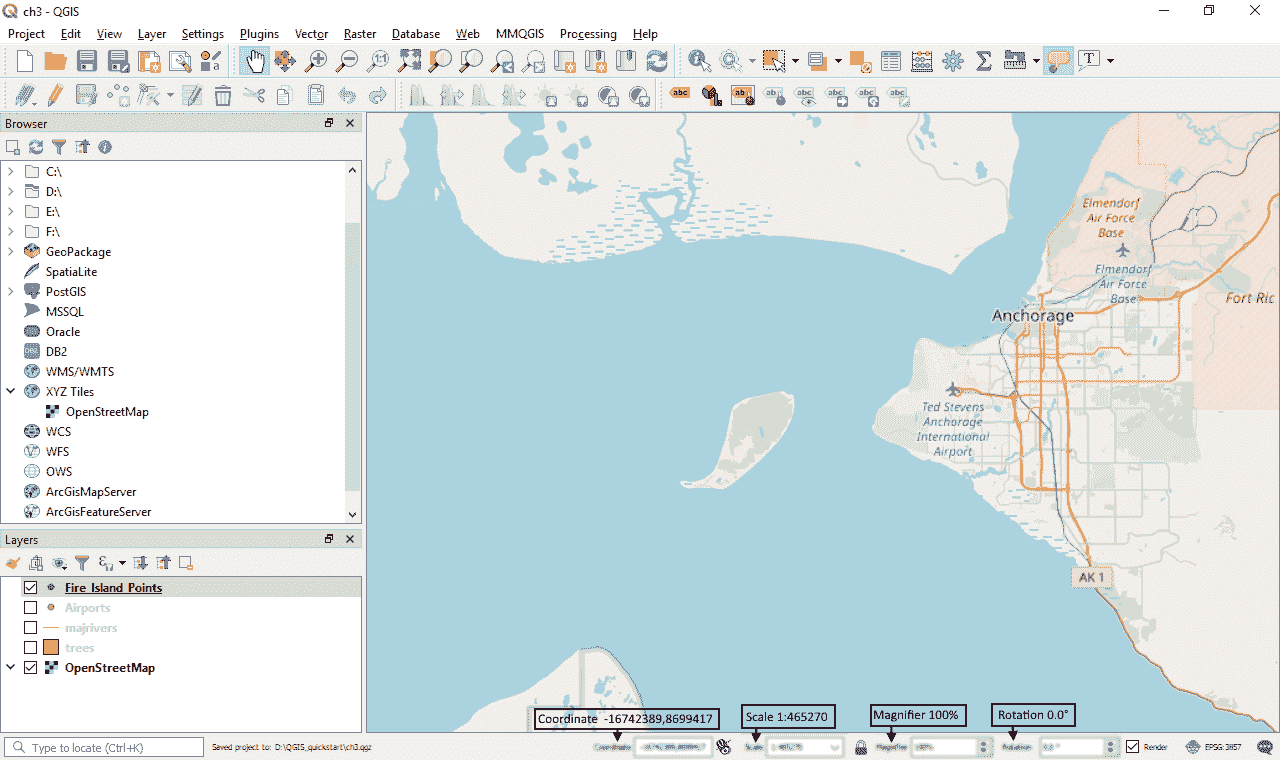 ch3 - QGIS
Project Edit View Layer Settings Plugins Vector Raster Database Web MMQGIS Processing Help
Browser
C:\
D:\
E:\
F:\
GeoPackage
SpatiaLite
PostGIS
MSSQL
Oracle
DB2
WMS/WMTS
XYZ Tiles
OpenStreetMap
WCS
WFS
OWS
ArcGisMapServer
ArcGisFeatureServer
Layers
Fire Island Points
Airports
majrivers
trees
OpenStreetMap
Elmendorf
Air Force
Base
Elmendorf
Air Force
Base
Fort Ric
Anchorage
Ted Stevens
Anchorage
International
Airport
AK 1
Coordinate -16742389,8699417
Scale 1:465270
Magnifier 100%
Rotation 0.0°
Type to locate (Ctrl+K)
Saved project to: D:\QGIS_quickstart\ch3.qgz
Coordinate
Scale
Magnifier
Rotation
Render
EPSG:3857